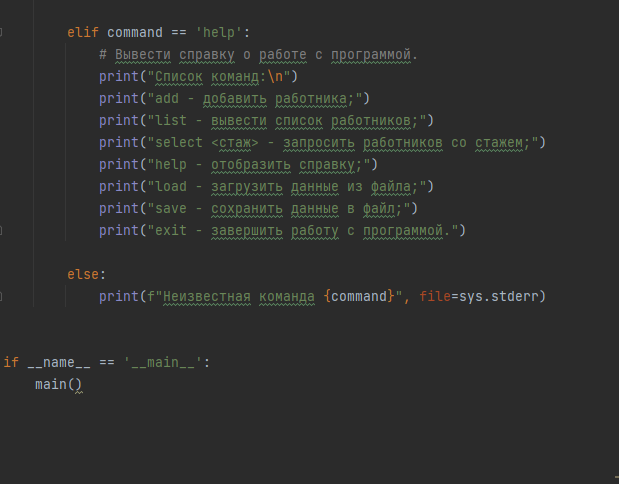 elif command == 'help':
# Вывести справку о работе с программой.
print("Список команд:\n")
print("add - добавить работника;")
print("list - вывести список работников;")
print("select <стаж> - запросить работников со стажем;")
print("help - отобразить справку;")
print("load - загрузить данные из файла;")
print("save - сохранить данные в файл;")
print("exit - завершить работу с программой.")
else:
print(f"Неизвестная команда {command}", file=sys.stderr)
if __name__ == '__main__':
main()